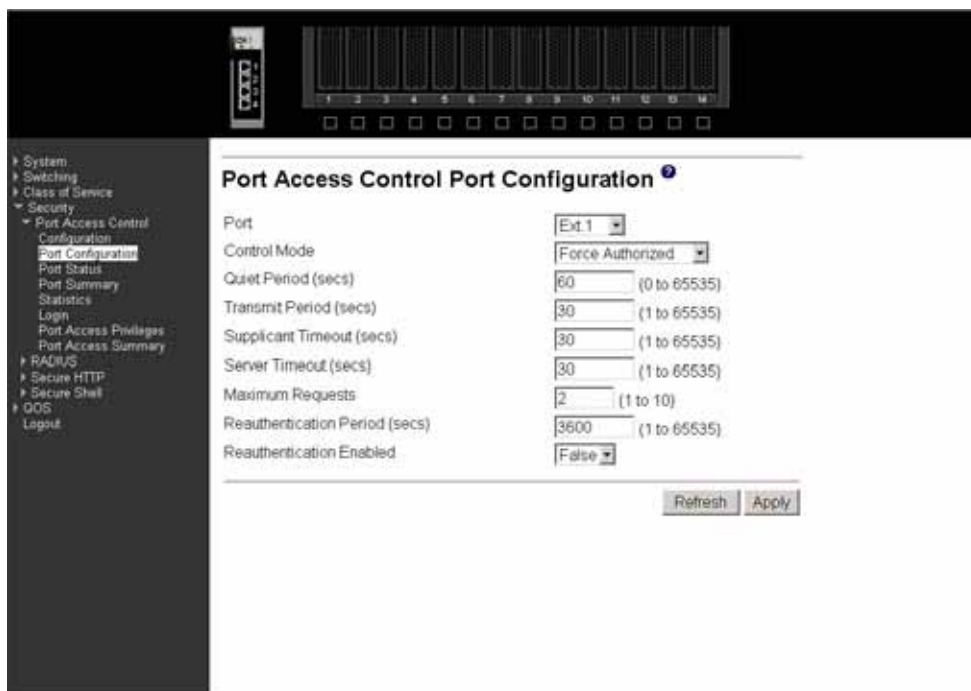 1 2 3 4 5 6 7 8 9 10 11 12 13 14
System
Switching
Class of Service
Security
Port Access Control
Configuration
Port Configuration
Port Status
Port Summary
Statistics
Login
Port Access Privileges
Port Access Summary
RADIUS
Secure HTTP
Secure Shell
QOS
Logout
Port Access Control Port Configuration ?
Port Ext.1
Control Mode Force Authorized
Quiet Period (secs) 60 (0 to 65535)
Transmit Period (secs) 30 (1 to 65535)
Supplicant Timeout (secs) 30 (1 to 65535)
Server Timeout (secs) 30 (1 to 65535)
Maximum Requests 2 (1 to 10)
Reauthentication Period (secs) 3600 (1 to 65535)
Reauthentication Enabled False
Refresh Apply